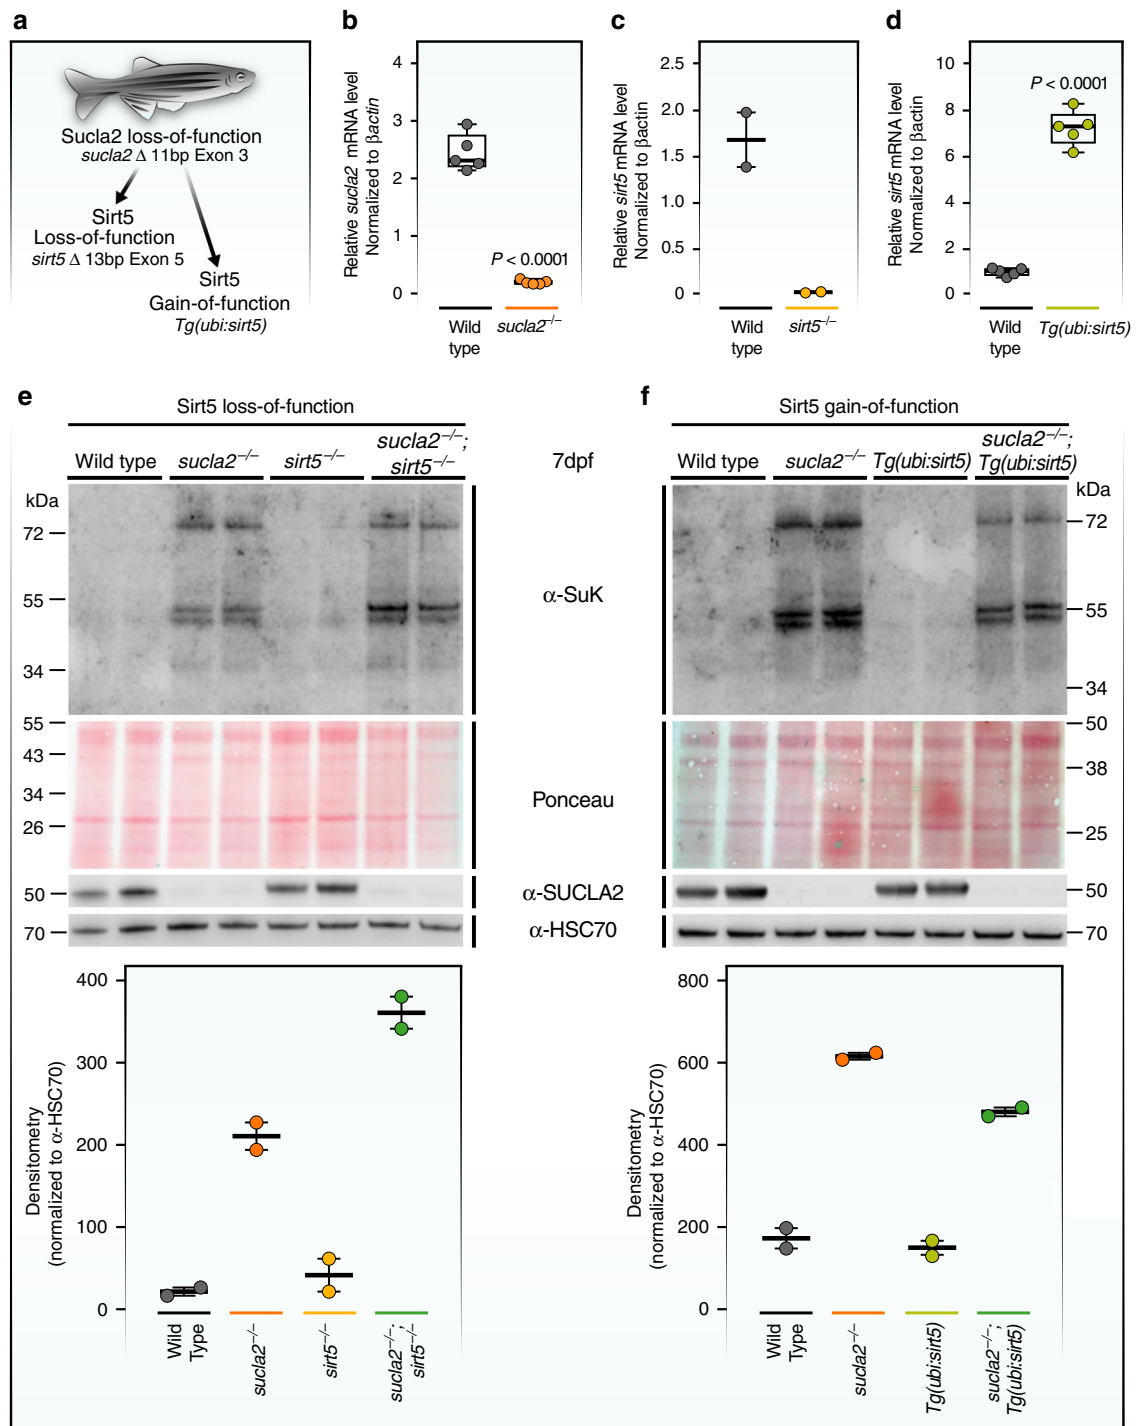 a
Sucla2 loss-of-function
sucla2 Δ 11bp Exon 3
Sirt5
Loss-of-function
sirt5 Δ 13bp Exon 5
Sirt5
Gain-of-function
Tg(ubi:sirt5)
b
Relative sucla2 mRNA level
Normalized to βactin
4
3
2
1
0
P < 0.0001
Wild
type
sucla2−/−
c
Relative sirt5 mRNA level
Normalized to βactin
2.5
2.0
1.5
1.0
0.5
0
Wild
type
sirt5−/−
d
Relative sirt5 mRNA level
Normalized to βactin
10
8
6
4
2
0
P < 0.0001
Wild
type
Tg(ubi:sirt5)
e
Sirt5 loss-of-function
Wild type
sucla2−/−
sirt5−/−
sucla2−/−;
sirt5−/−
kDa
72
55
34
55
43
34
26
50
70
7dpf
α-SuK
Ponceau
α-SUCLA2
α-HSC70
f
Sirt5 gain-of-function
Wild type
sucla2−/−
Tg(ubi:sirt5)
sucla2−/−;
Tg(ubi:sirt5)
kDa
72
55
34
50
38
25
50
70
Densitometry
(normalized to α-HSC70)
400
300
200
100
0
Wild
Type
sucla2−/−
sirt5−/−
sucla2−/−;
sirt5−/−
Densitometry
(normalized to α-HSC70)
800
600
400
200
0
Wild
Type
sucla2−/−
Tg(ubi:sirt5)
sucla2−/−;
Tg(ubi:sirt5)